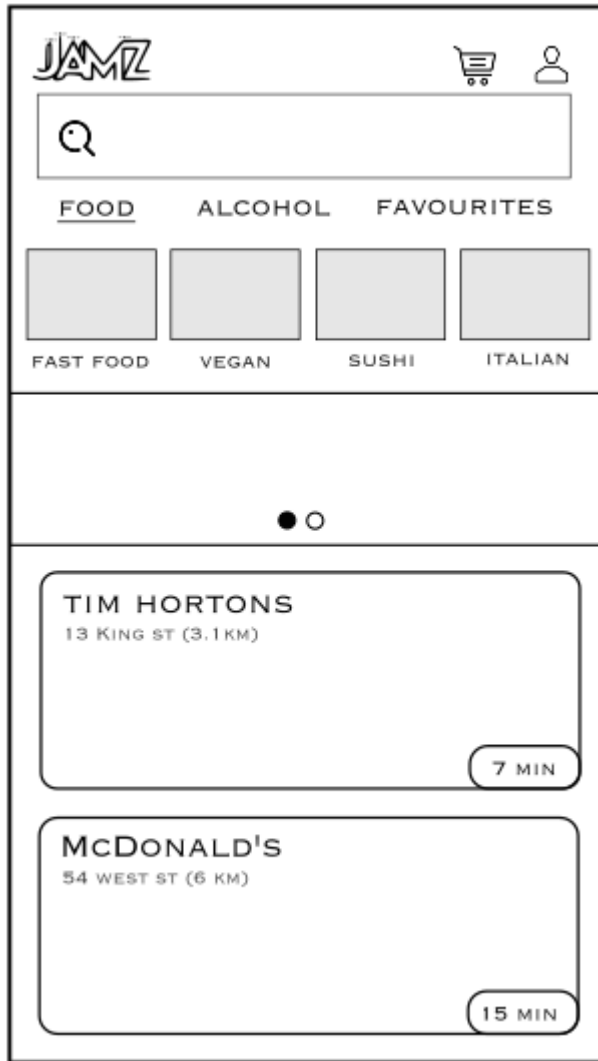 JAMZ
FOOD ALCOHOL FAVOURITES
FAST FOOD VEGAN SUSHI ITALIAN
TIM HORTONS
13 KING ST (3.1KM)
7 MIN
MCDONALD'S
54 WEST ST (6 KM)
15 MIN